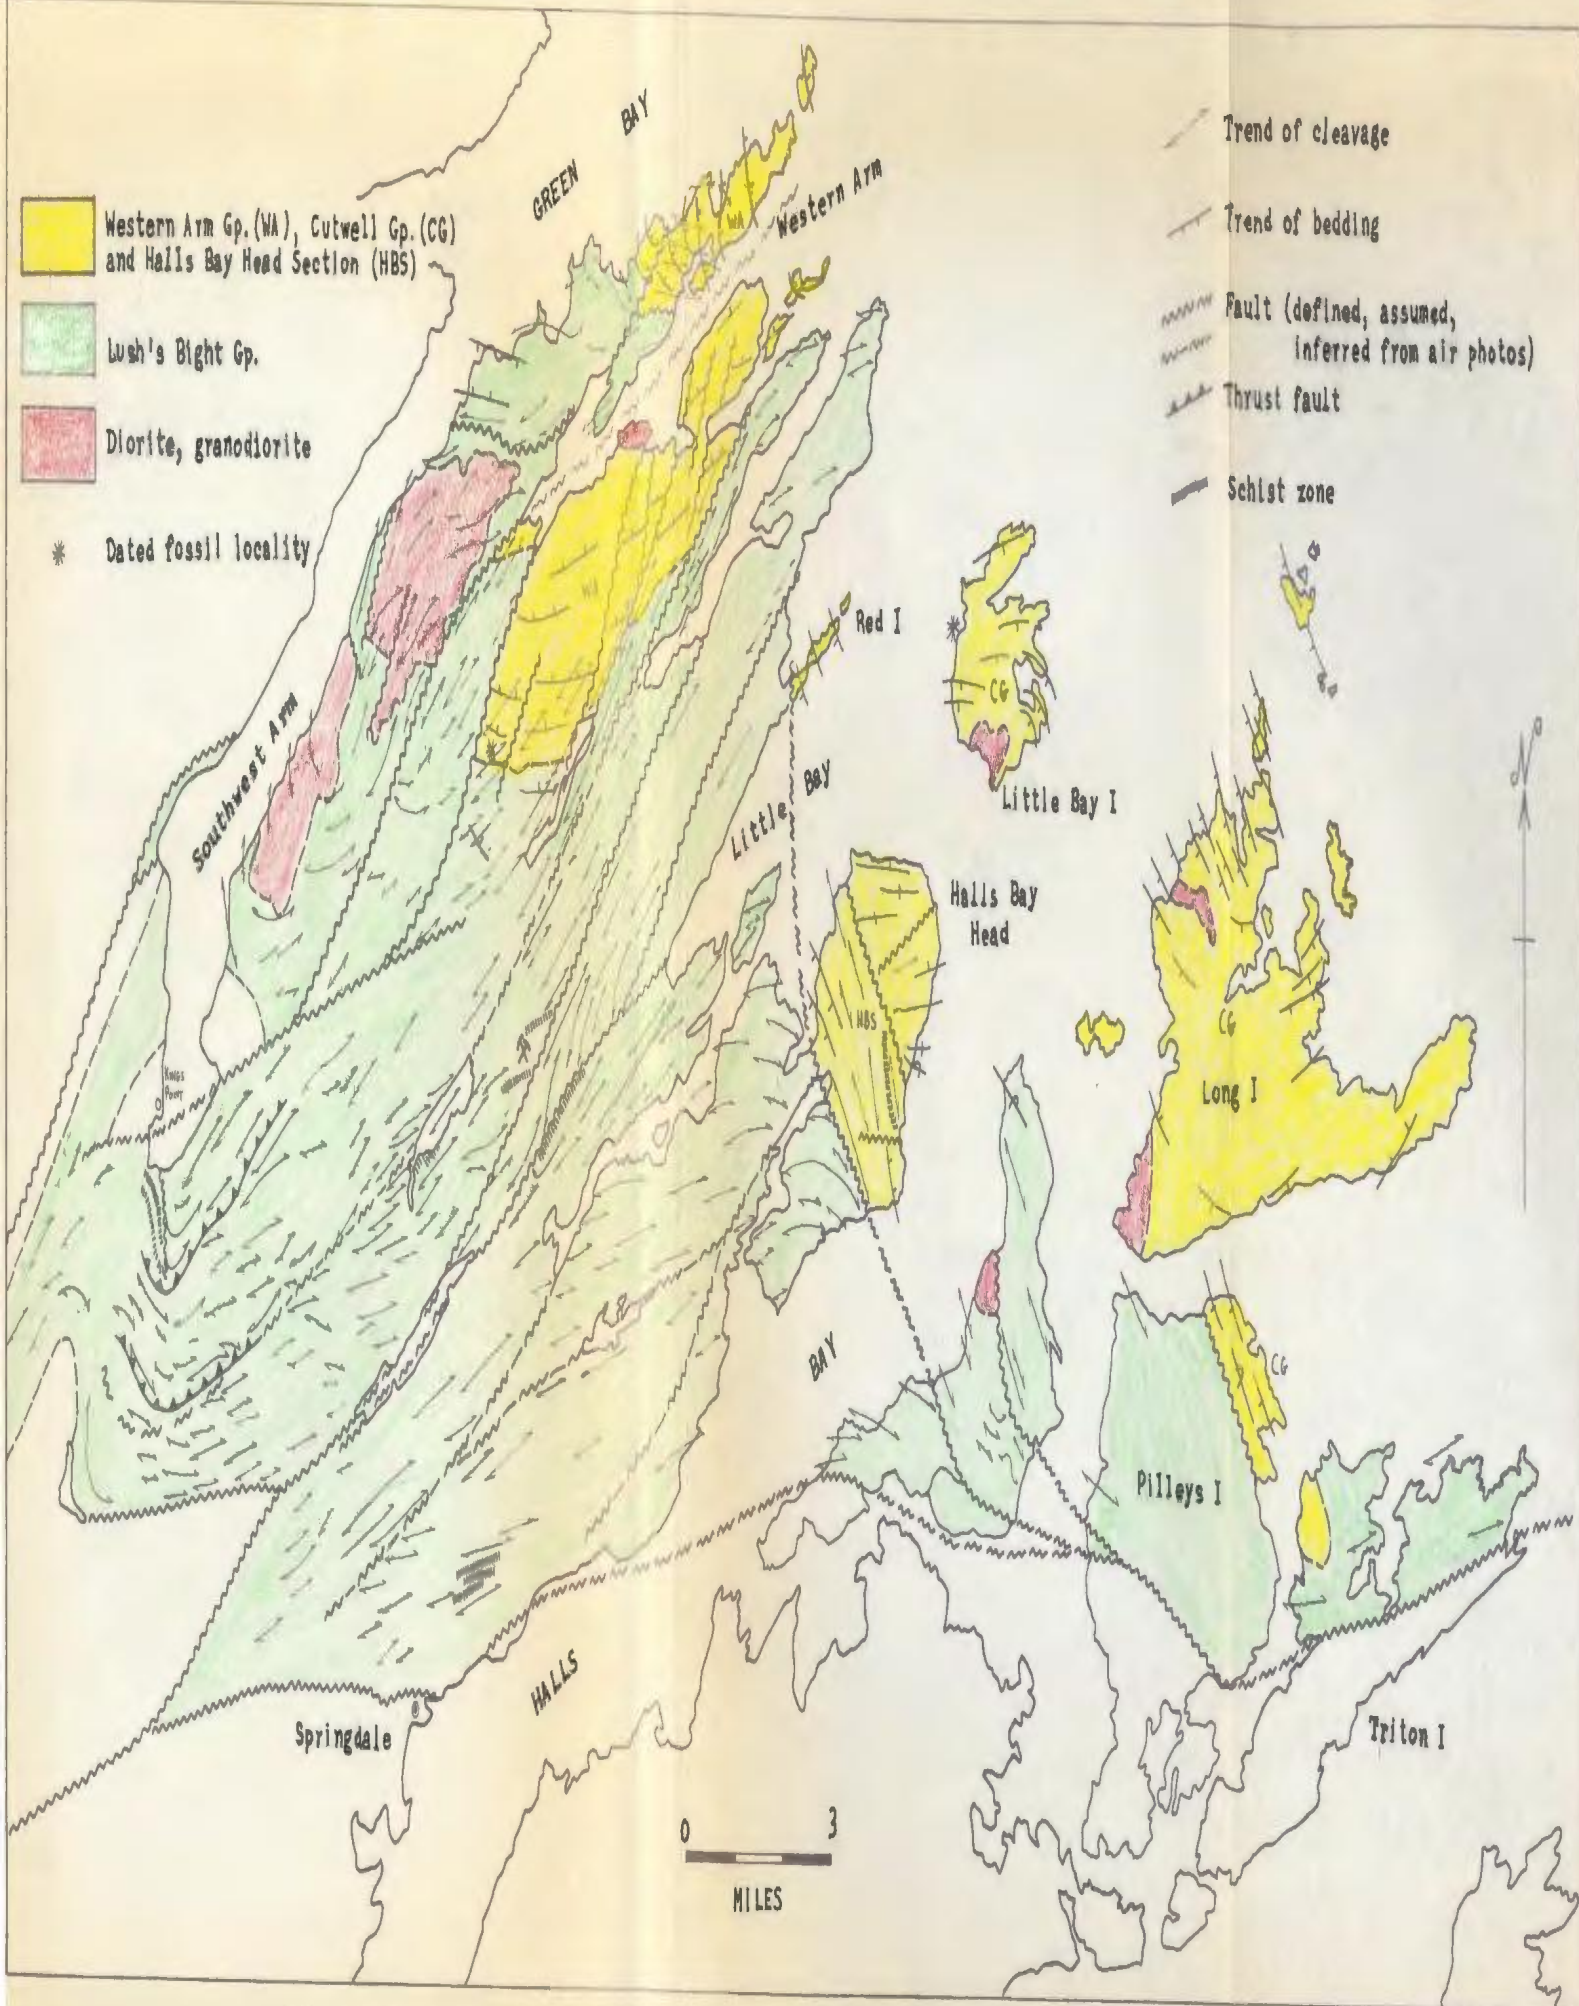 GREEN BAY
Western Arm Gp. (WA), Cutwell Gp. (CG)
and Halls Bay Head Section (HBS)
Lush's Bight Gp.
Diorite, granodiorite
Dated fossil locality
Trend of cleavage
Trend of bedding
Fault (defined, assumed,
inferred from air photos)
Thrust fault
Schist zone
WA
Western Arm
WA
Red I
CG
Little Bay I
Southwest Arm
Little Bay
Halls Bay
Head
HBS
CG
Long I
Kings
Point
N
CG
Pilleys I
HALLS BAY
Springdale
Triton I
0 3
MILES